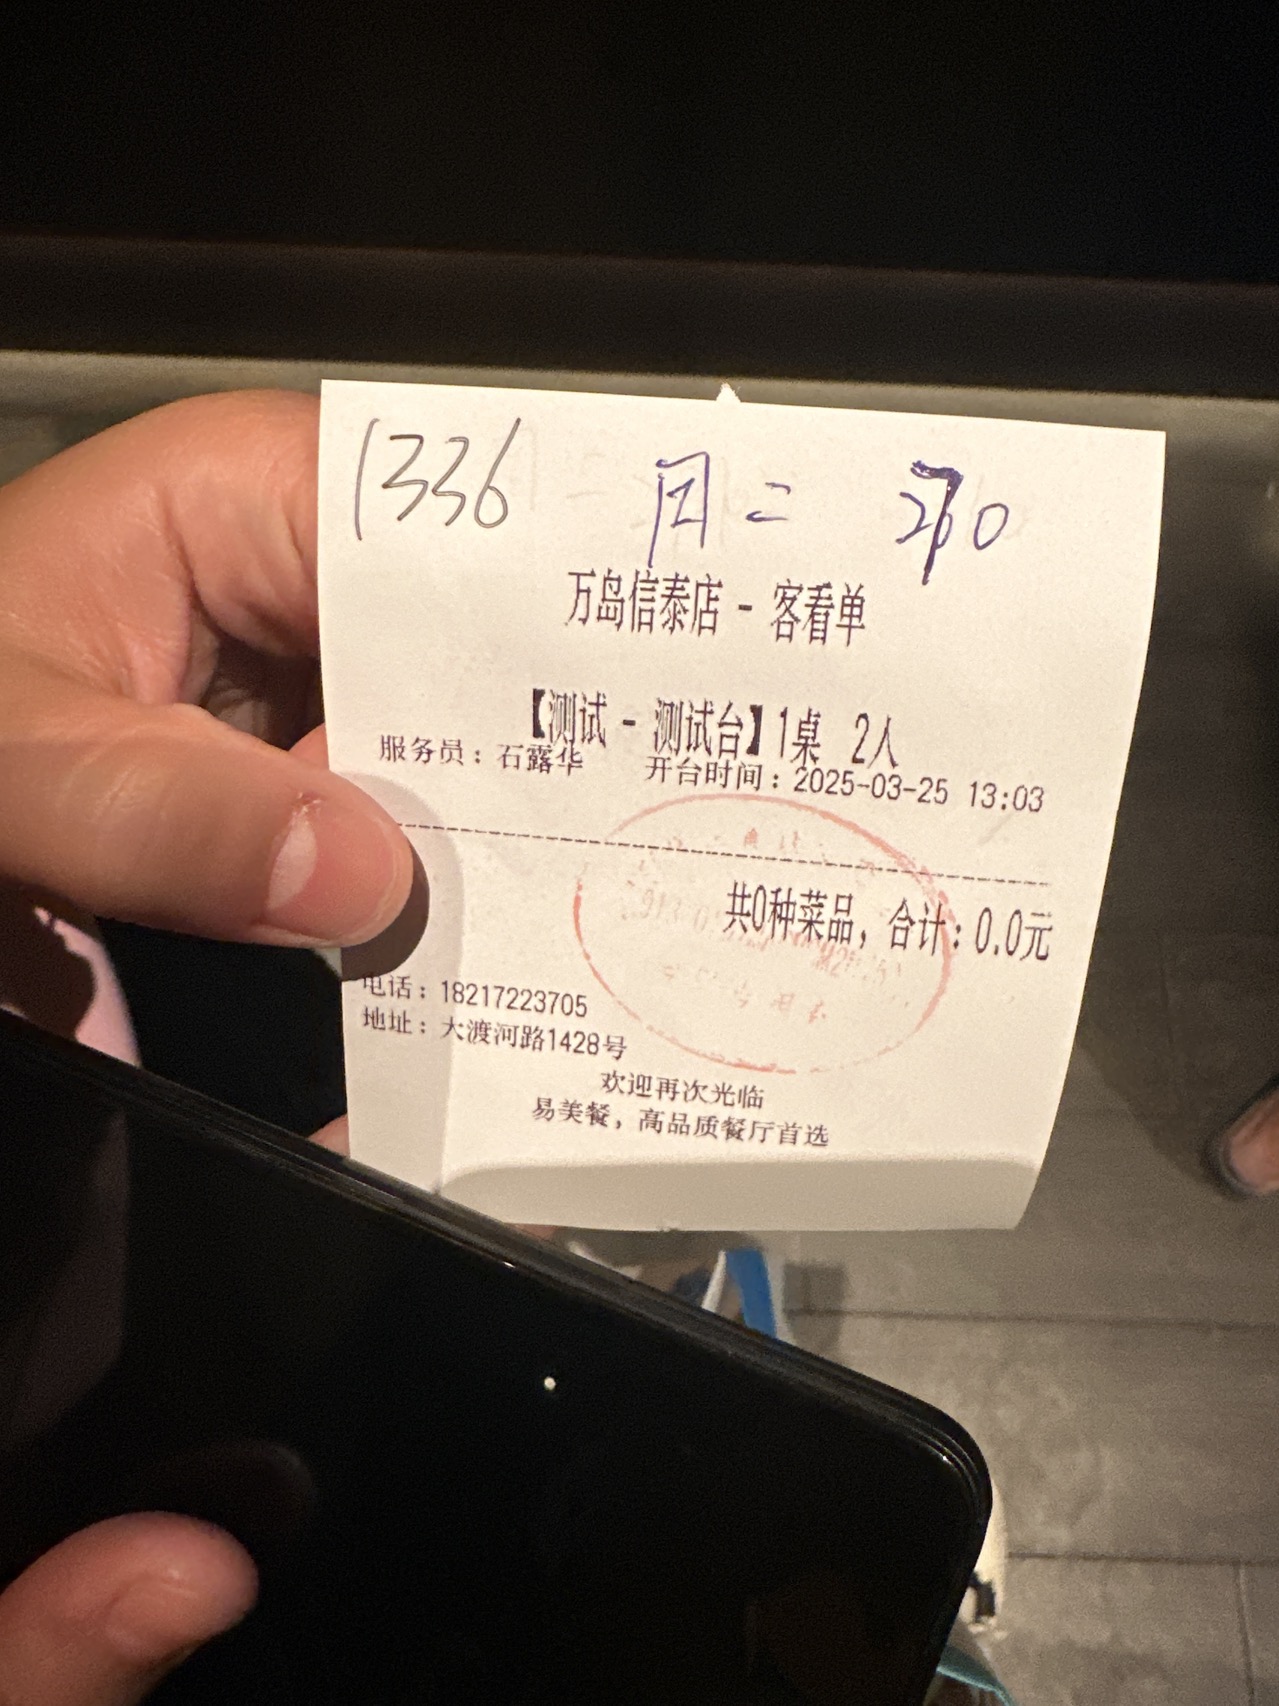 1336
万岛信泰店 - 客看单
【测试 - 测试台】1桌 2人
服务员：石露华 开台时间：2025-03-25 13:03
共0种菜品，合计：0.0元
电话：18217223705
地址：大渡河路1428号
欢迎再次光临
易美餐，高品质餐厅首选